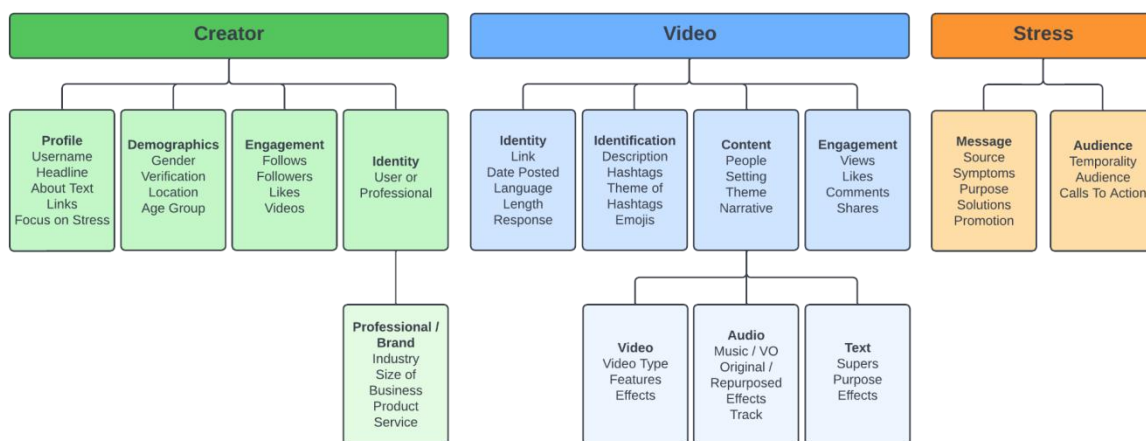 Creator
Video
Stress
Profile
Username
Headline
About Text
Links
Focus on Stress
Demographics
Gender
Verification
Location
Age Group
Engagement
Follows
Followers
Likes
Videos
Identity
User or
Professional
Identity
Link
Date Posted
Language
Length
Response
Identification
Description
Hashtags
Theme of
Hashtags
Emojis
Content
People
Setting
Theme
Narrative
Engagement
Views
Likes
Comments
Shares
Message
Source
Symptoms
Purpose
Solutions
Promotion
Audience
Temporality
Audience
Calls To Action
Professional /
Brand
Industry
Size of
Business
Product
Service
Video
Video Type
Features
Effects
Audio
Music / VO
Original /
Repurposed
Effects
Track
Text
Supers
Purpose
Effects